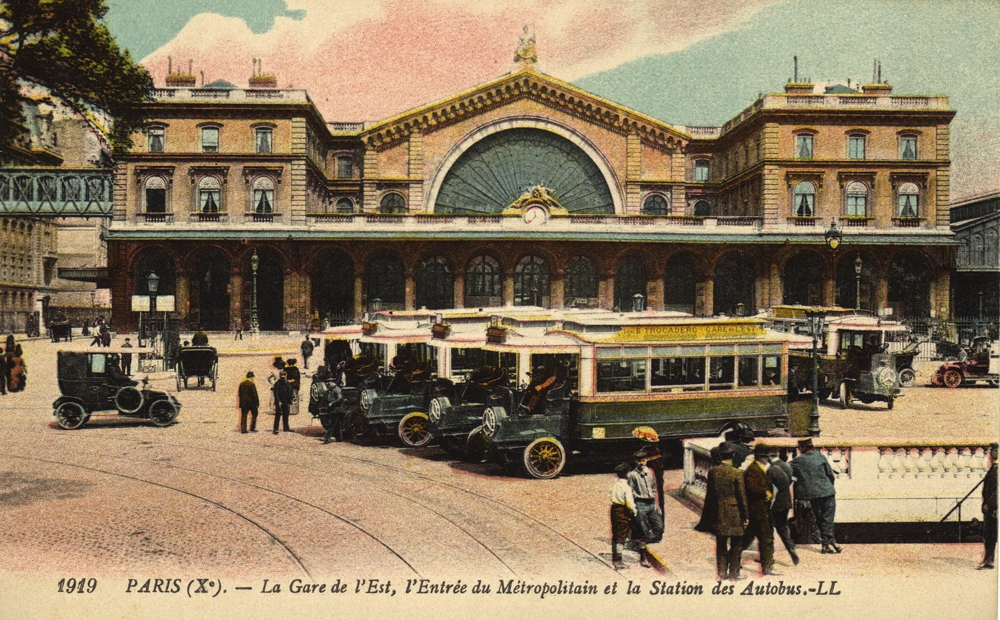 B TROCADERO - GARE de L'EST
1919 PARIS (Xe). — La Gare de l'Est, l'Entrée du Métropolitain et la Station des Autobus.-LL